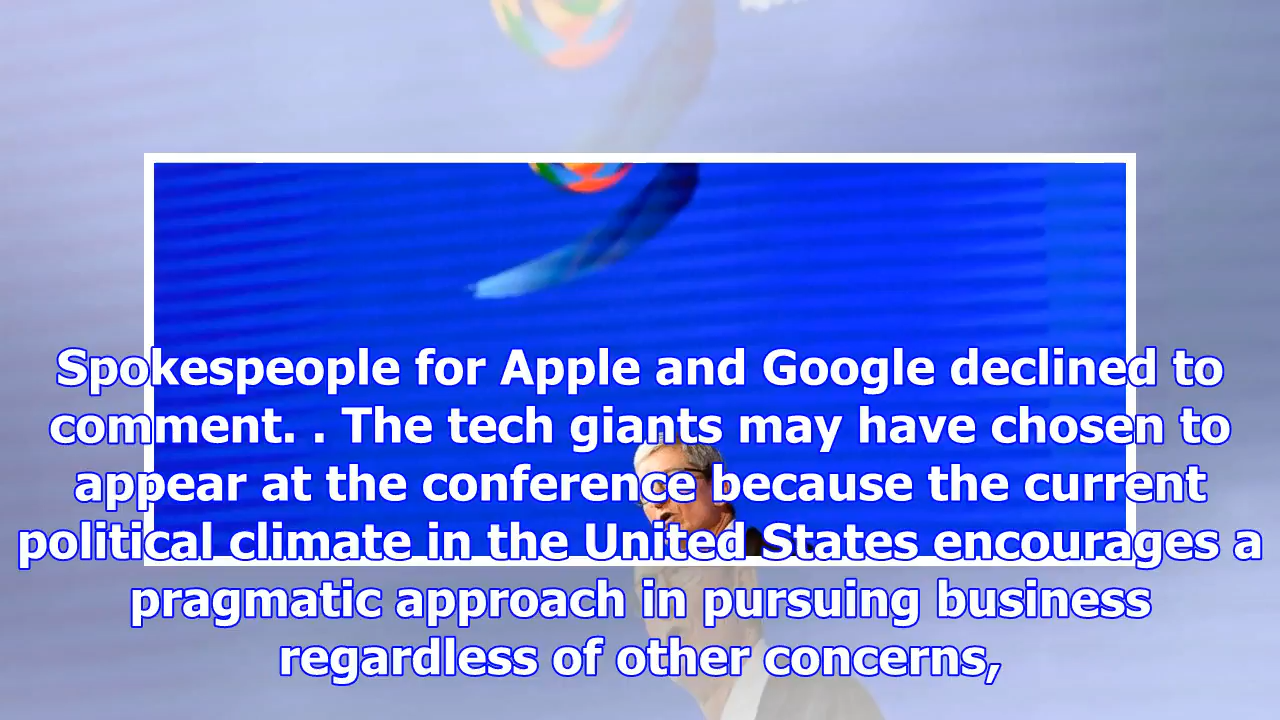 Spokespeople for Apple and Google declined to
comment. . The tech giants may have chosen to
appear at the conference because the current
political climate in the United States encourages a
pragmatic approach in pursuing business
regardless of other concerns,